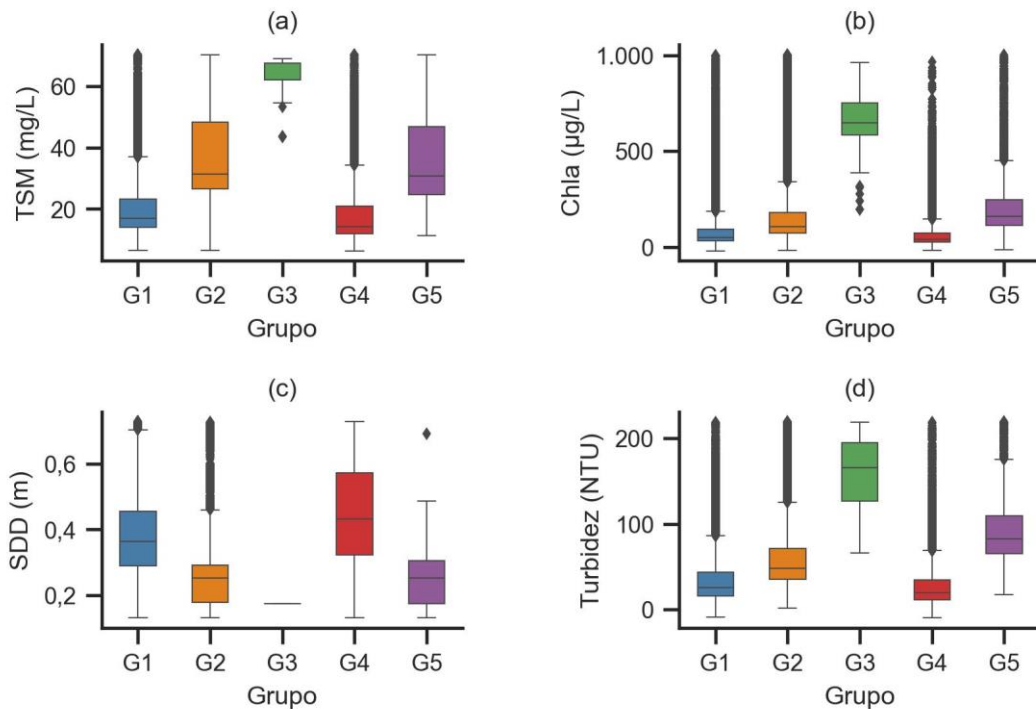 (a)
TSM (mg/L)
60
40
20
G1 G2 G3 G4 G5
Grupo
(b)
Chla (µg/L)
1.000
500
0
G1 G2 G3 G4 G5
Grupo
(c)
SDD (m)
0,6
0,4
0,2
G1 G2 G3 G4 G5
Grupo
(d)
Turbidez (NTU)
200
100
0
G1 G2 G3 G4 G5
Grupo